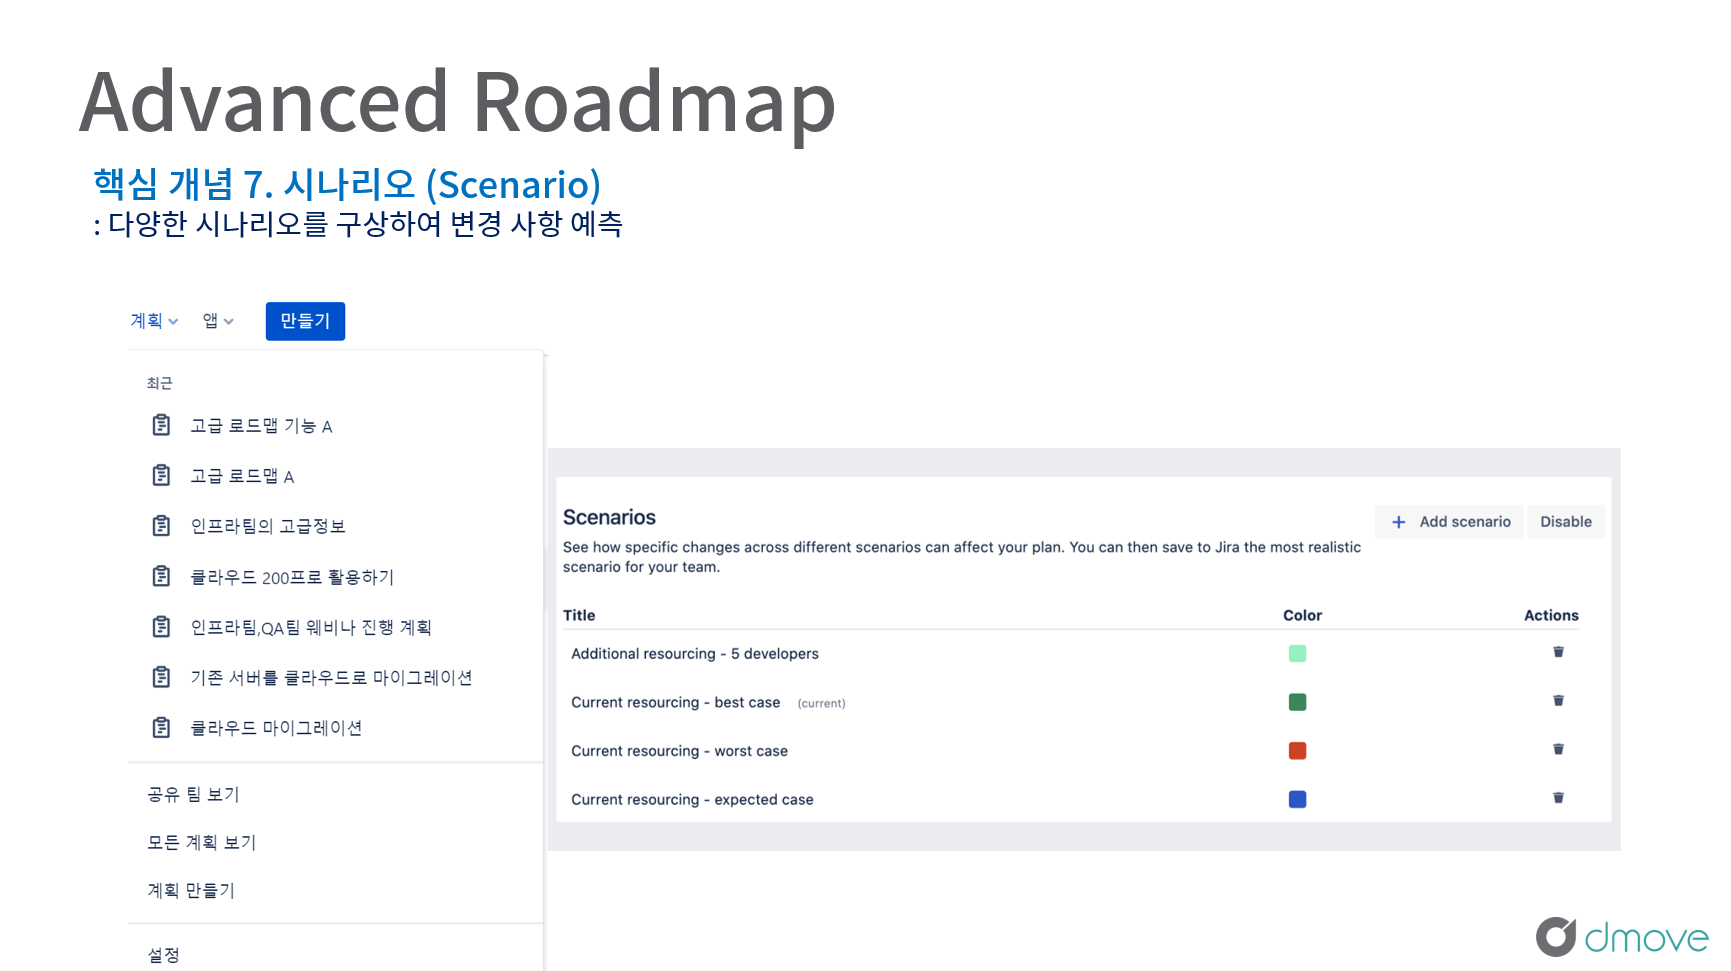 Advanced Roadmap
핵심 개념 7. 시나리오 (Scenario)
: 다양한 시나리오를 구상하여 변경 사항 예측
계획 앱 만들기
최근
고급 로드맵 기능 A
고급 로드맵 A
인프라팀의 고급정보
클라우드 200프로 활용하기
인프라팀,QA팀 웨비나 진행 계획
기존 서버를 클라우드로 마이그레이션
클라우드 마이그레이션
공유 팀 보기
모든 계획 보기
계획 만들기
설정
Scenarios
+ Add scenario Disable
See how specific changes across different scenarios can affect your plan. You can then save to Jira the most realistic
scenario for your team.
Title Color Actions
Additional resourcing - 5 developers
Current resourcing - best case (current)
Current resourcing - worst case
Current resourcing - expected case
dmove